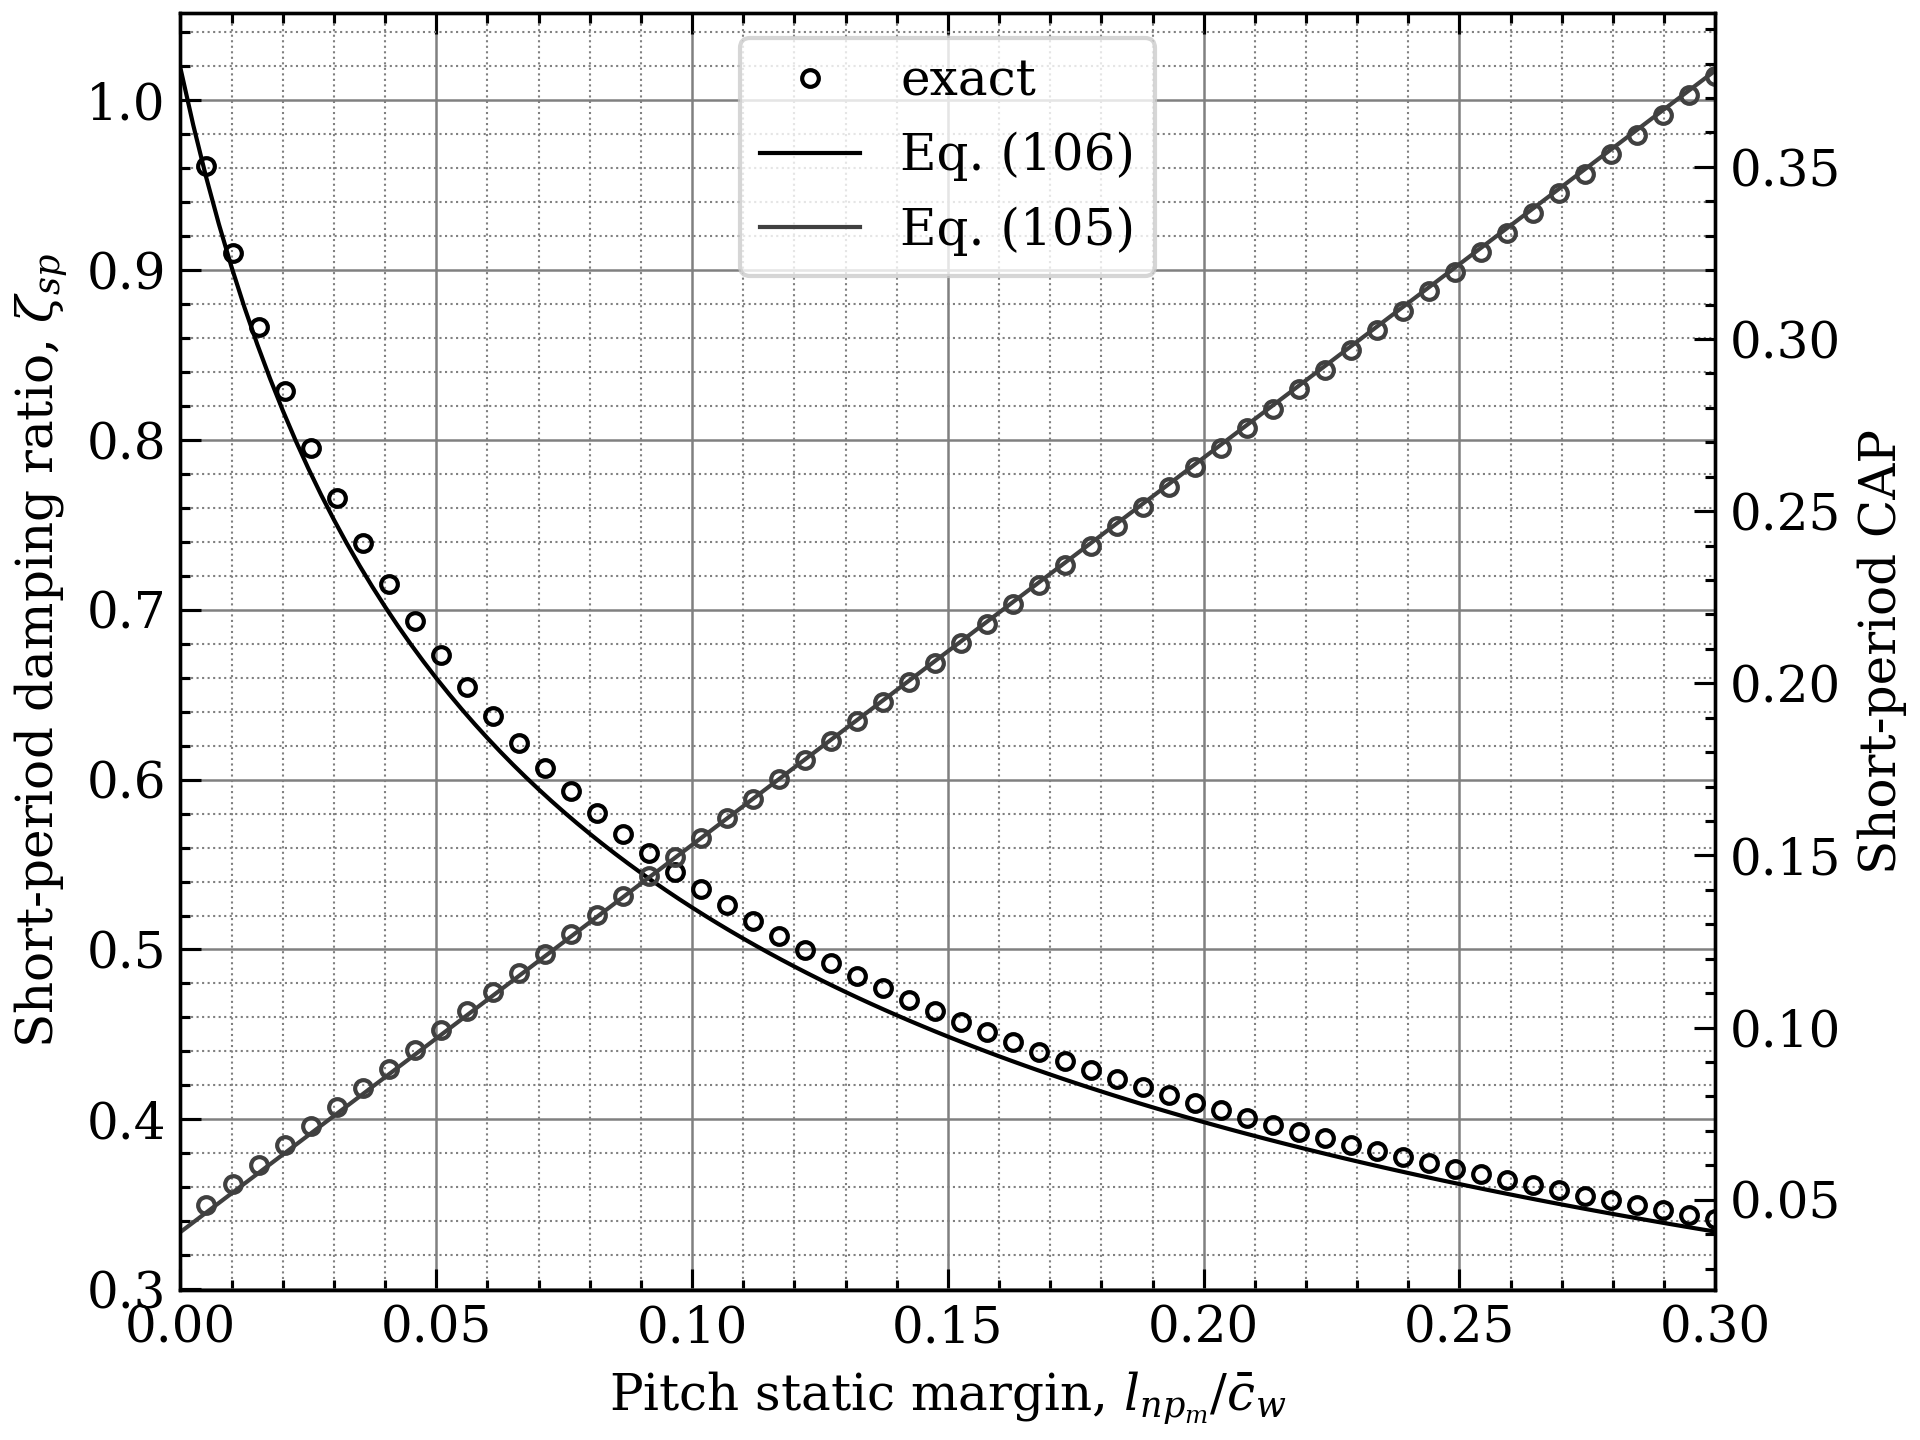 exact
Eq. (106)
Eq. (105)
Short-period damping ratio, ζ_sp
1.0
0.9
0.8
0.7
0.6
0.5
0.4
0.3
0.35
0.30
0.25
0.20
0.15
0.10
0.05
Short-period CAP
0.00 0.05 0.10 0.15 0.20 0.25 0.30
Pitch static margin, l_{np_m}/c̄_w